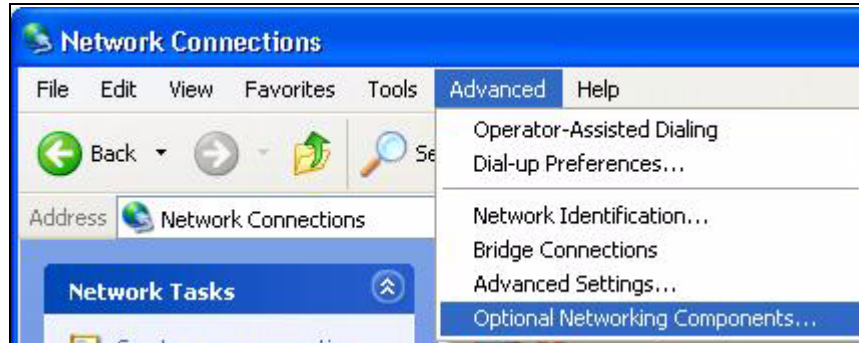 Network Connections
File Edit View Favorites Tools Advanced Help
Back
Operator-Assisted Dialing
Dial-up Preferences...
Address Network Connections
Network Identification...
Bridge Connections
Advanced Settings...
Network Tasks
Optional Networking Components...